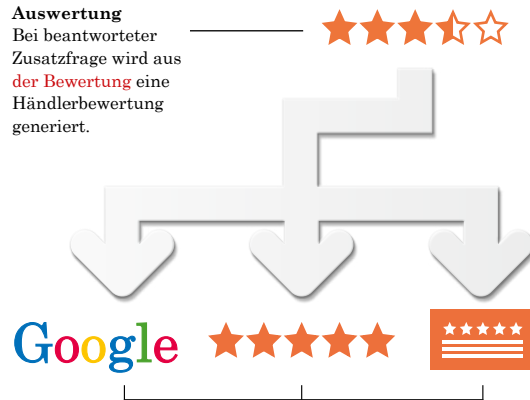 Auswertung
Bei beantworteter
Zusatzfrage wird aus
der Bewertung eine
Händlerbewertung
generiert.
Google